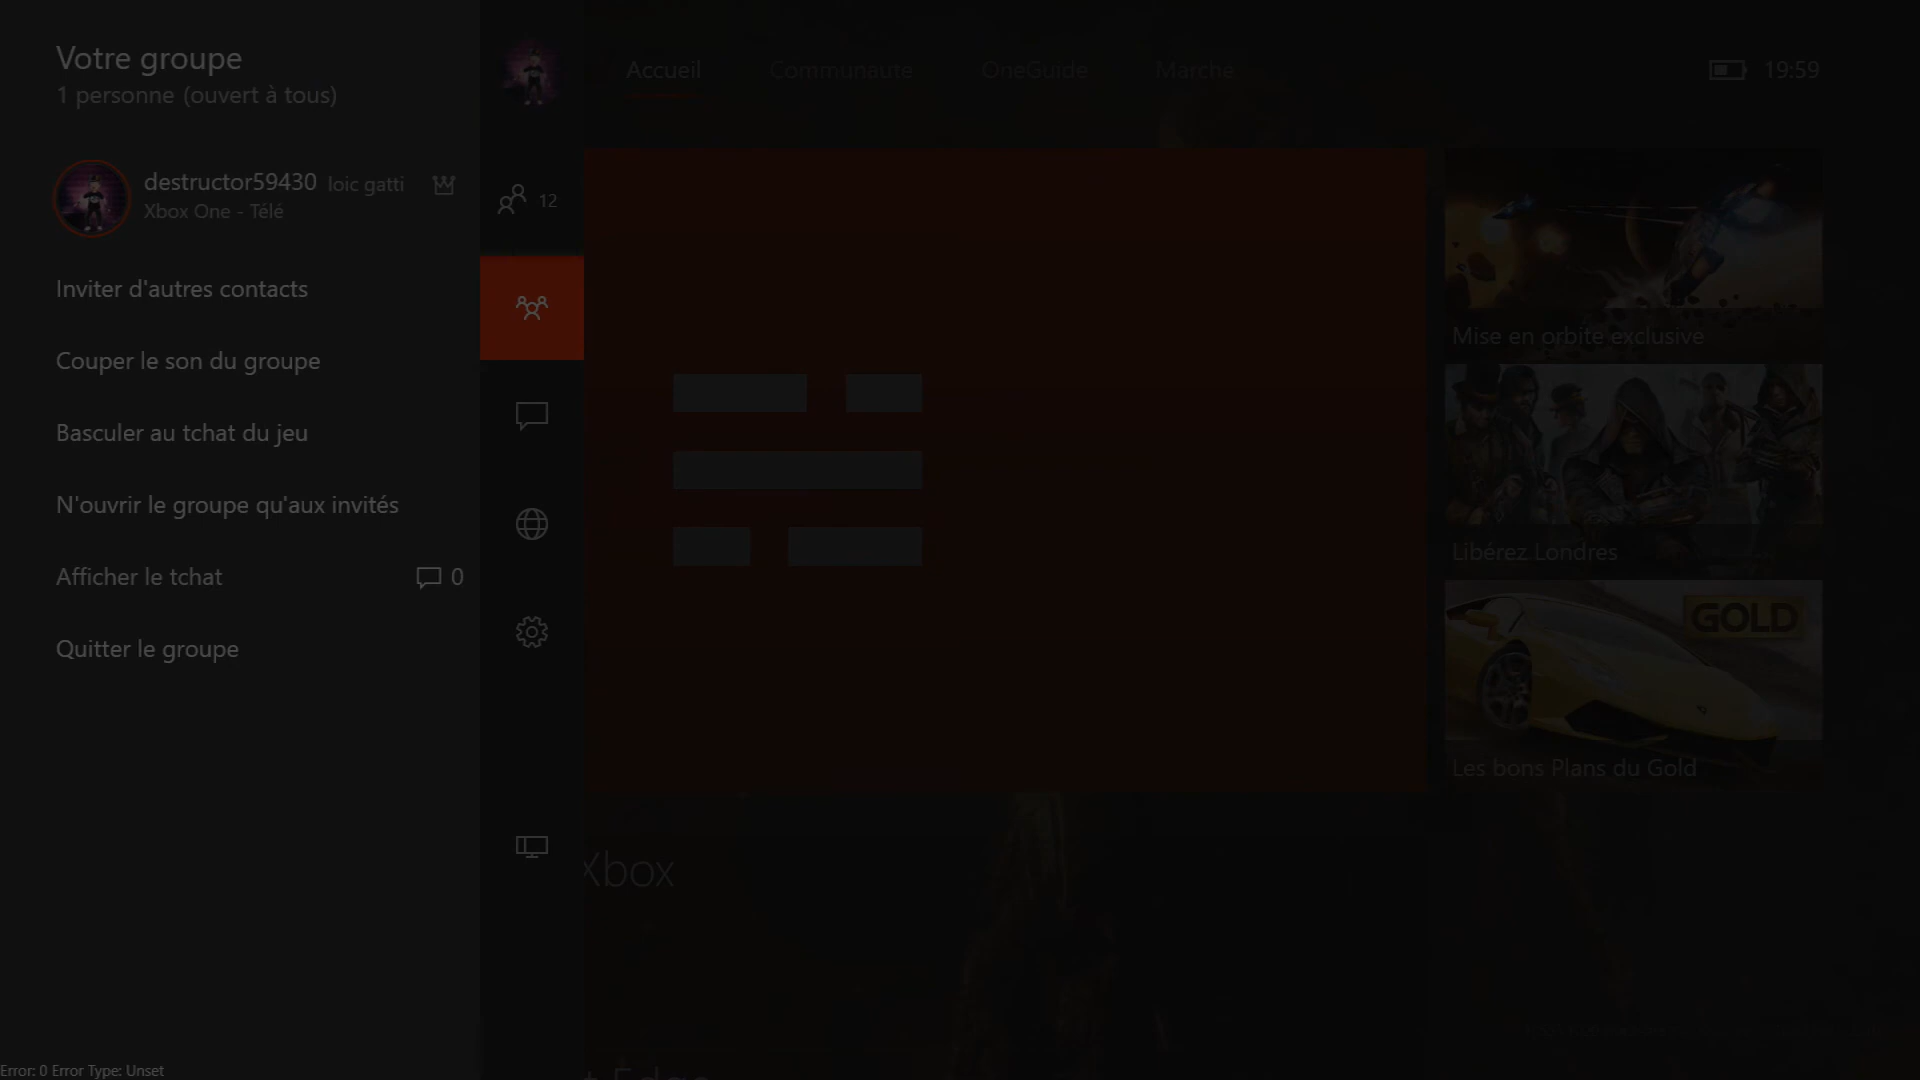 Votre groupe
1 personne (ouvert à tous)
destructor59430 loic gatti
Xbox One - Télé
Inviter d'autres contacts
Couper le son du groupe
Basculer au tchat du jeu
N'ouvrir le groupe qu'aux invités
Afficher le tchat 0
Quitter le groupe
Error: 0 Error Type: Unset
12
Accueil Communauté OneGuide Marché
19:59
Mise en orbite exclusive
Libérez Londres
GOLD
Les bons Plans du Gold
Xbox